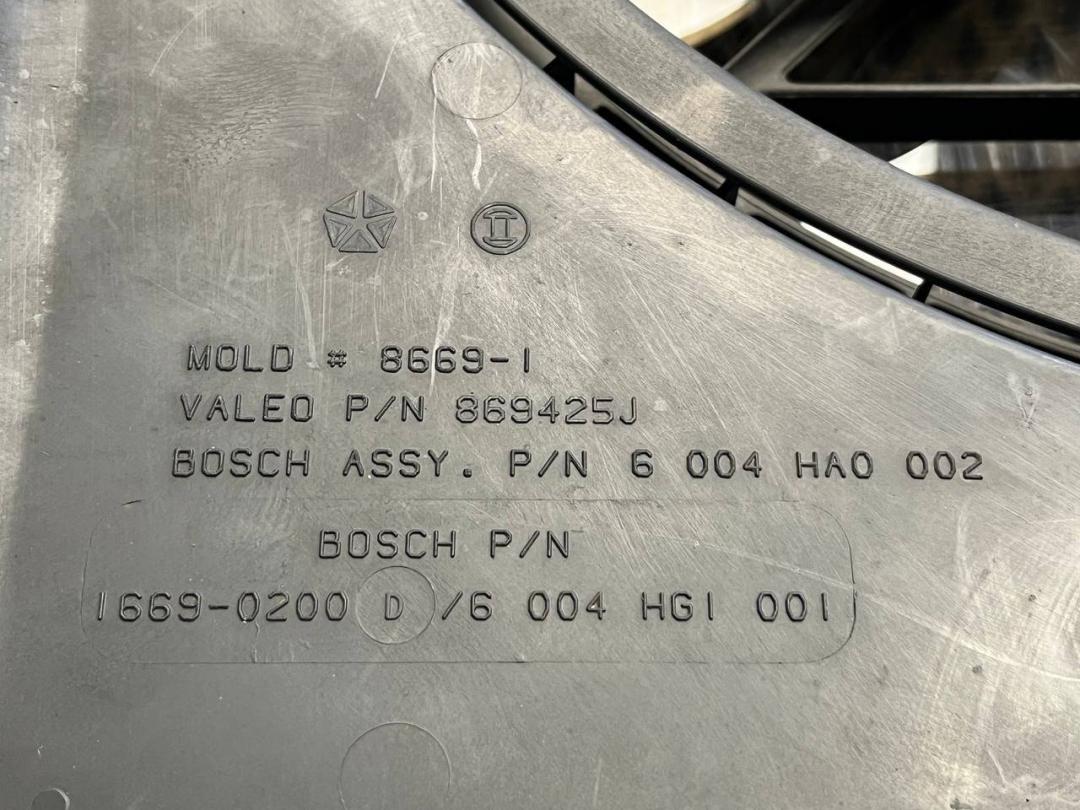 MOLD # 8669-1
VALEO P/N 869425J
BOSCH ASSY. P/N 6 004 HA0 002
BOSCH P/N
1669-0200 D /6 004 HG1 001